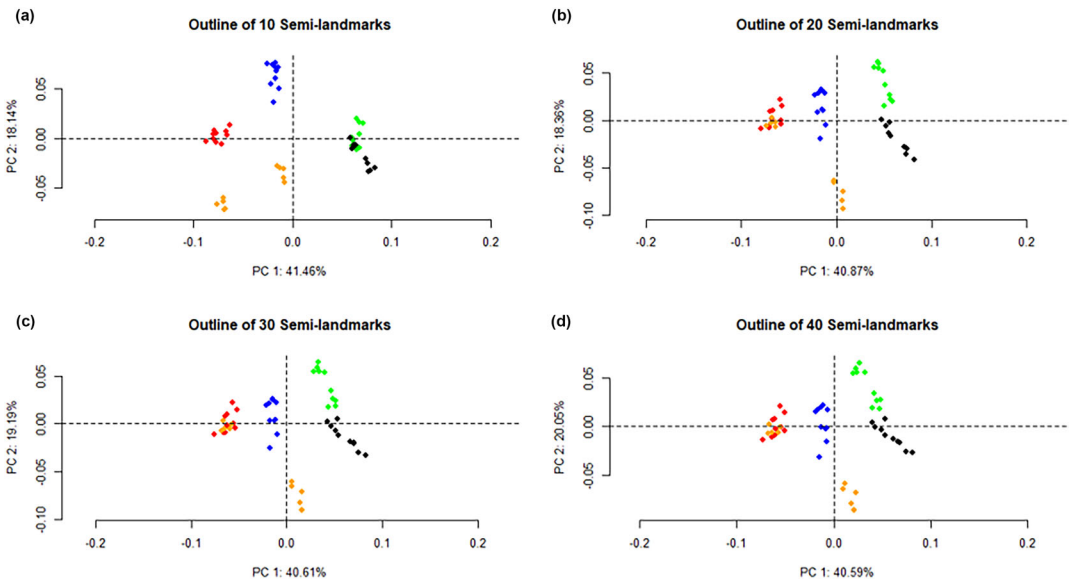 (a)
Outline of 10 Semi-landmarks
PC 2: 18.14%
0.05
0.00
-0.05
-0.2 -0.1 0.0 0.1 0.2
PC 1: 41.46%
(b)
Outline of 20 Semi-landmarks
PC 2: 18.36%
0.05
0.00
-0.05
-0.10
-0.2 -0.1 0.0 0.1 0.2
PC 1: 40.87%
(c)
Outline of 30 Semi-landmarks
PC 2: 19.19%
0.05
0.00
-0.05
-0.10
-0.2 -0.1 0.0 0.1 0.2
PC 1: 40.61%
(d)
Outline of 40 Semi-landmarks
PC 2: 20.05%
0.05
0.00
-0.05
-0.2 -0.1 0.0 0.1 0.2
PC 1: 40.59%